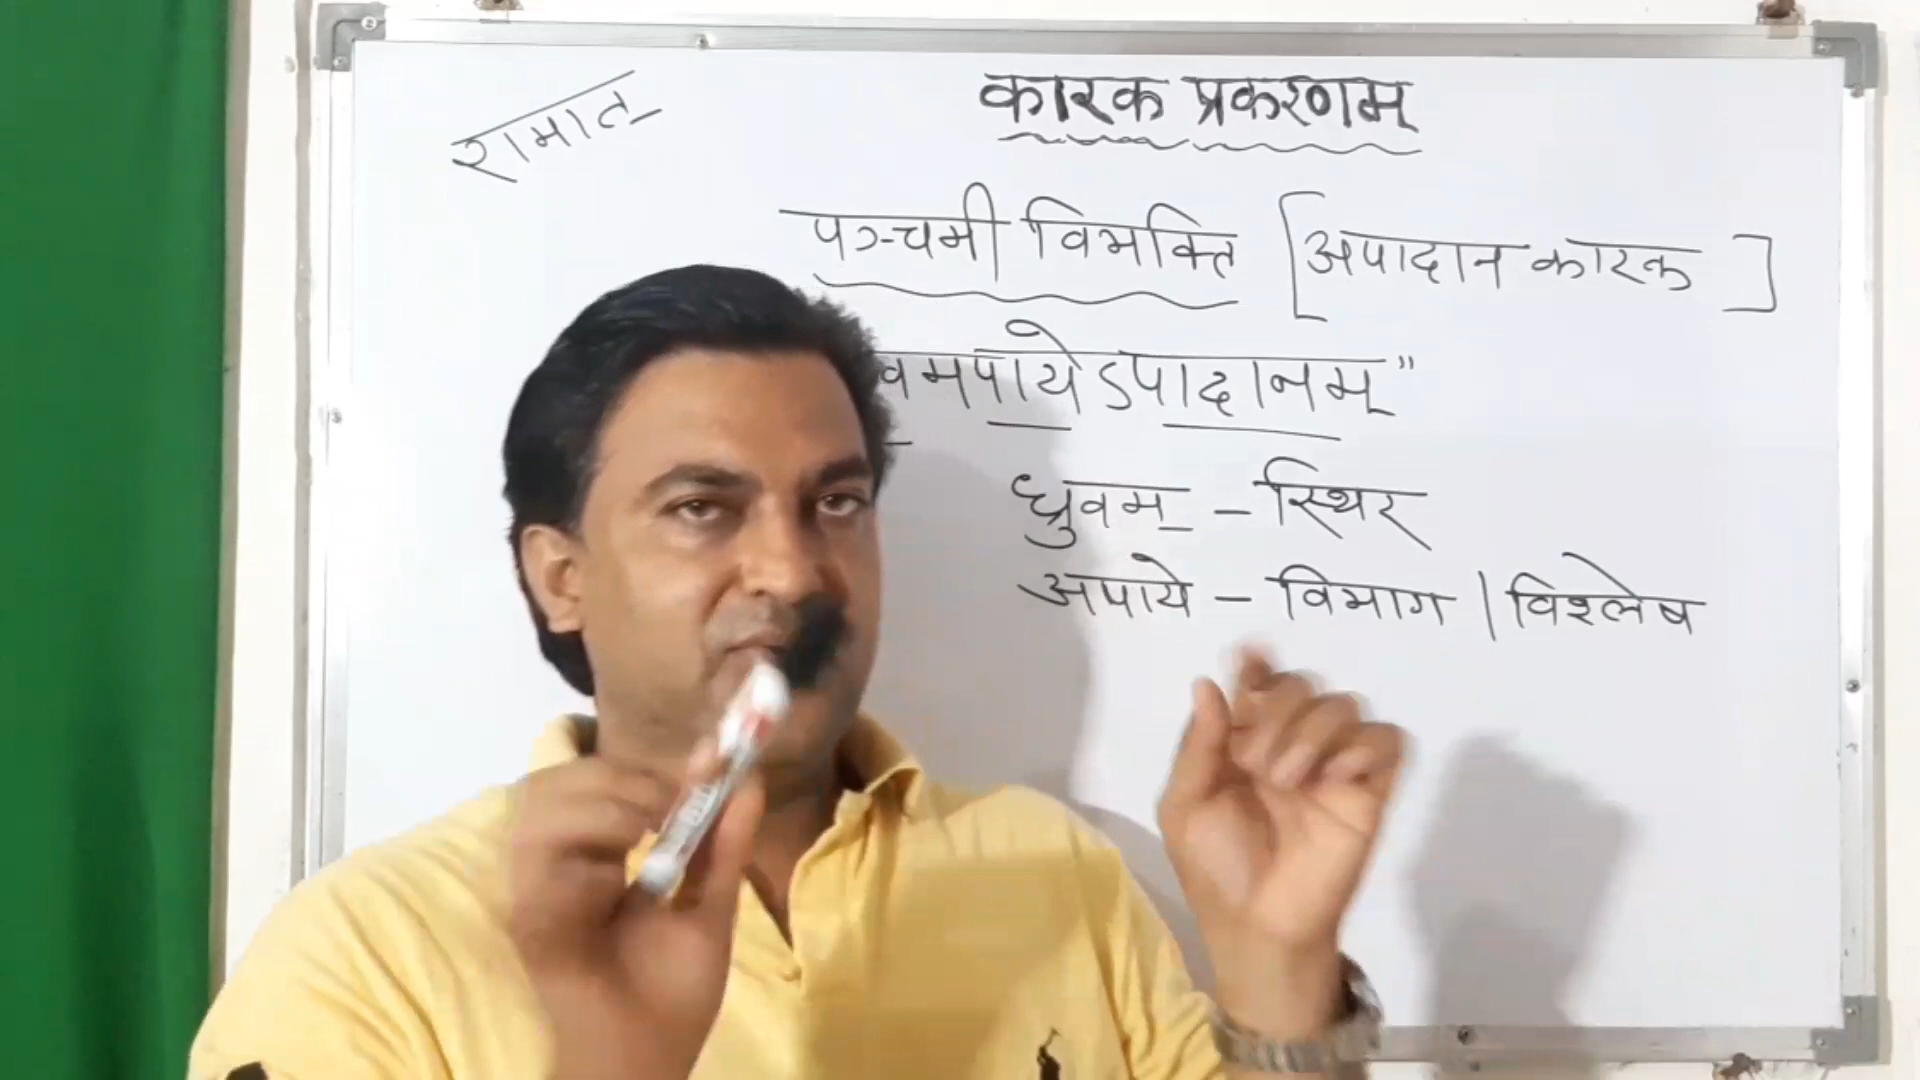 रामात्
कारक प्रकरणम्
पञ्चमी विभक्ति [अपादान कारक]
वमपायेऽपादानम्"
ध्रुवम् - स्थिर
अपाये - विभाग | विश्लेष